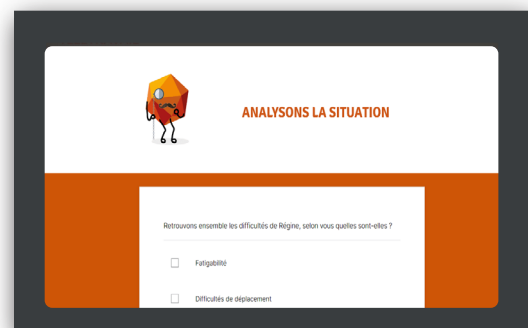 ANALYSONS LA SITUATION
Retrouvons ensemble les difficultés de Régine, selon vous quelles sont-elles ?
Fatigabilité
Difficultés de déplacement